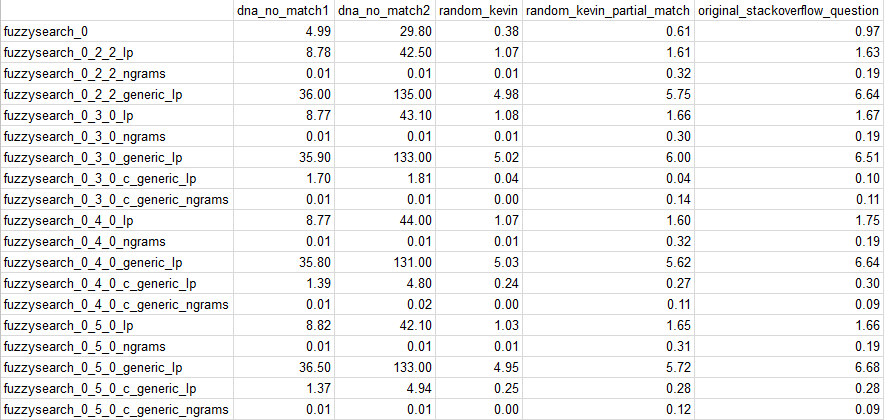 dna_no_match1 dna_no_match2 random_kevin random_kevin_partial_match original_stackoverflow_question
fuzzysearch_0 4.99 29.80 0.38 0.61 0.97
fuzzysearch_0_2_2_lp 8.78 42.50 1.07 1.61 1.63
fuzzysearch_0_2_2_ngrams 0.01 0.01 0.01 0.32 0.19
fuzzysearch_0_2_2_generic_lp 36.00 135.00 4.98 5.75 6.64
fuzzysearch_0_3_0_lp 8.77 43.10 1.08 1.66 1.67
fuzzysearch_0_3_0_ngrams 0.01 0.01 0.01 0.30 0.19
fuzzysearch_0_3_0_generic_lp 35.90 133.00 5.02 6.00 6.51
fuzzysearch_0_3_0_c_generic_lp 1.70 1.81 0.04 0.04 0.10
fuzzysearch_0_3_0_c_generic_ngrams 0.01 0.01 0.00 0.14 0.11
fuzzysearch_0_4_0_lp 8.77 44.00 1.07 1.60 1.75
fuzzysearch_0_4_0_ngrams 0.01 0.01 0.01 0.32 0.19
fuzzysearch_0_4_0_generic_lp 35.80 131.00 5.03 5.62 6.64
fuzzysearch_0_4_0_c_generic_lp 1.39 4.80 0.24 0.27 0.30
fuzzysearch_0_4_0_c_generic_ngrams 0.01 0.02 0.00 0.11 0.09
fuzzysearch_0_5_0_lp 8.82 42.10 1.03 1.65 1.66
fuzzysearch_0_5_0_ngrams 0.01 0.01 0.01 0.31 0.19
fuzzysearch_0_5_0_generic_lp 36.50 133.00 4.95 5.72 6.68
fuzzysearch_0_5_0_c_generic_lp 1.37 4.94 0.25 0.28 0.28
fuzzysearch_0_5_0_c_generic_ngrams 0.01 0.01 0.00 0.12 0.09